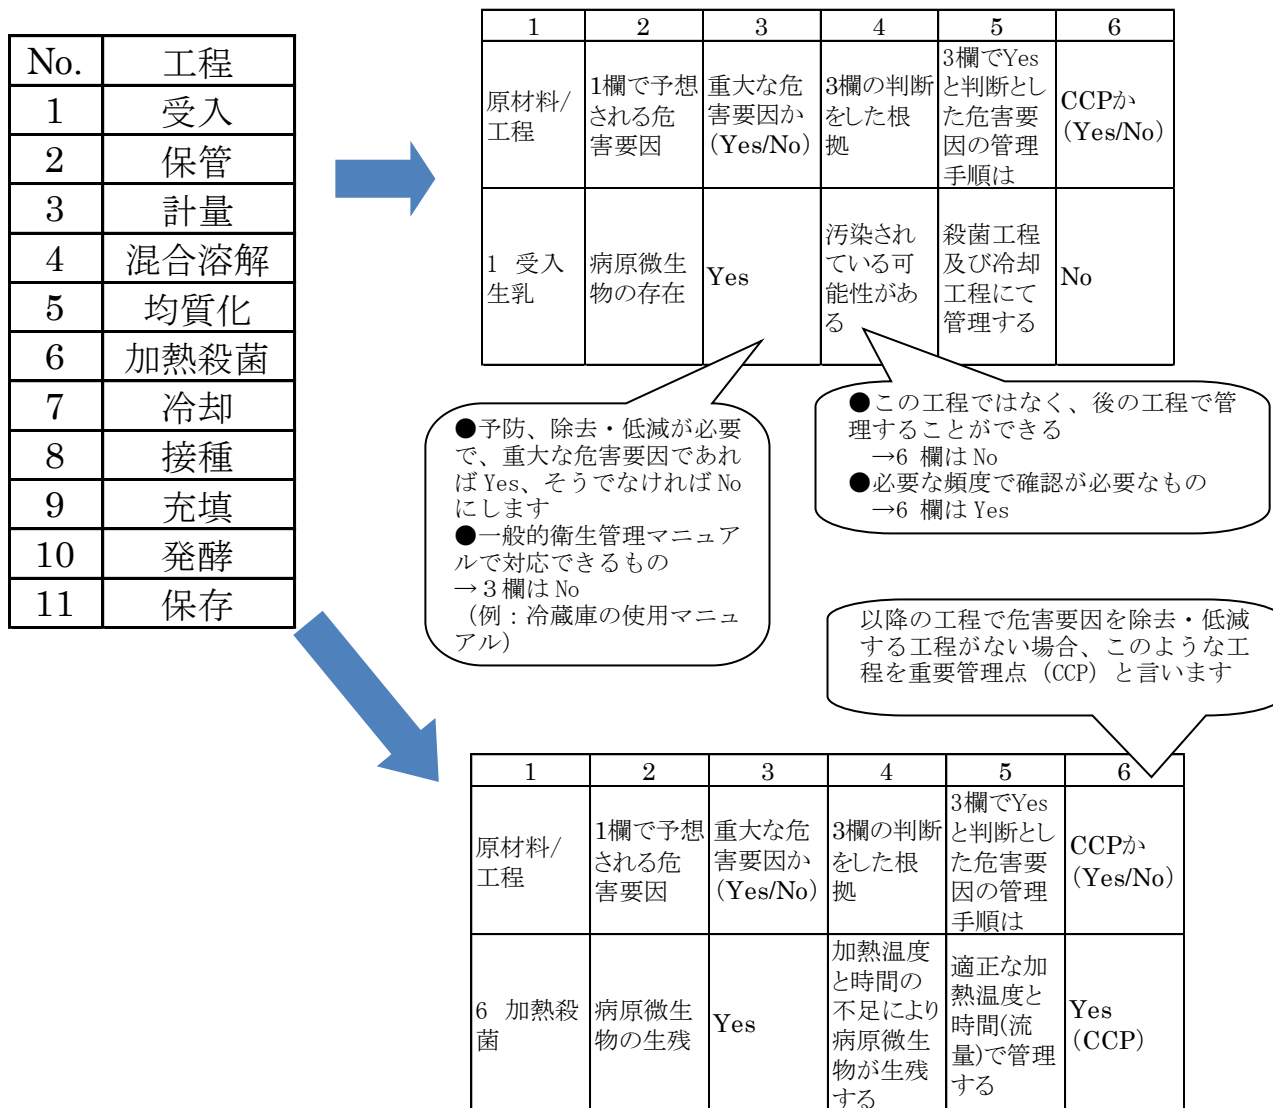 No. 工程
1 受入
2 保管
3 計量
4 混合溶解
5 均質化
6 加熱殺菌
7 冷却
8 接種
9 充填
10 発酵
11 保存
1 2 3 4 5 6
原材料/
工程
1欄で予想
される危
害要因
重大な危
害要因か
(Yes/No)
3欄の判断
をした根
拠
3欄でYes
と判断とし
た危害要
因の管理
手順は
CCPか
(Yes/No)
1 受入
生乳
病原微生
物の存在
Yes
汚染され
ている可
能性があ
る
殺菌工程
及び冷却
工程にて
管理する
No
●予防、除去・低減が必要
で、重大な危害要因であれ
ば Yes、そうでなければ No
にします
●一般的衛生管理マニュア
ルで対応できるもの
→３欄は No
（例：冷蔵庫の使用マニュ
アル）
●この工程ではなく、後の工程で管
理することができる
→6 欄は No
●必要な頻度で確認が必要なもの
→6 欄は Yes
以降の工程で危害要因を除去・低減
する工程がない場合、このような工
程を重要管理点（CCP）と言います
1 2 3 4 5 6
原材料/
工程
1欄で予想
される危
害要因
重大な危
害要因か
(Yes/No)
3欄の判断
をした根
拠
3欄でYes
と判断とし
た危害要
因の管理
手順は
CCPか
(Yes/No)
6 加熱殺
菌
病原微生
物の生残
Yes
加熱温度
と時間の
不足により
病原微生
物が生残
する
適正な加
熱温度と
時間(流
量)で管理
する
Yes
(CCP)